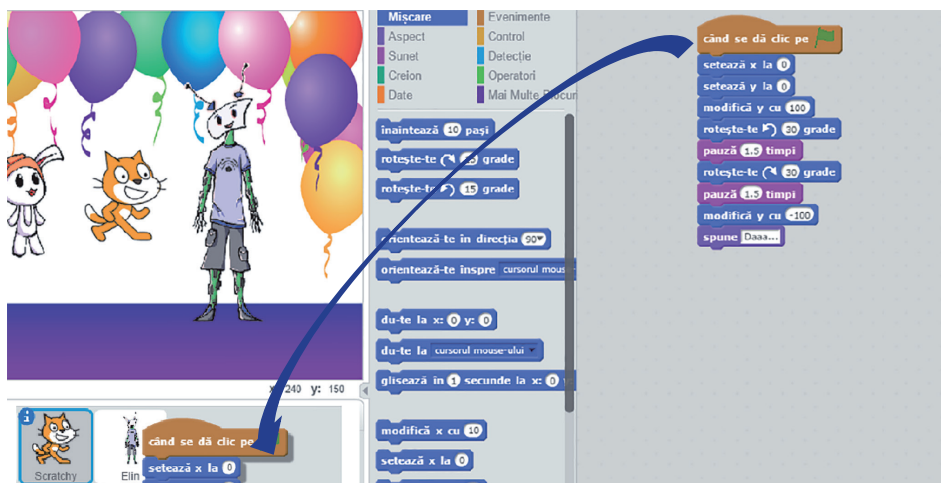 Mișcare
Evenimente
Aspect
Control
Sunet
Detecție
Creion
Operatori
Date
Mai Multe
înaintează 10 pași
rotește-te grade
rotește-te 15 grade
orientează-te în direcția 90
orientează-te înspre cursorul
du-te la x: 0 y: 0
du-te la cursorul mouse-ului
glisează în 1 secunde la x: 0
modifică x cu 10
setează x la 0
când se dă clic pe
setează x la 0
setează y la 0
modifică y cu 100
rotește-te 30 grade
pauză 1.5 timpi
rotește-te 30 grade
pauză 1.5 timpi
modifică y cu -100
spune Daaa...
240 y: 150
Scratchy
Elin
când se dă clic pe
setează x la 0